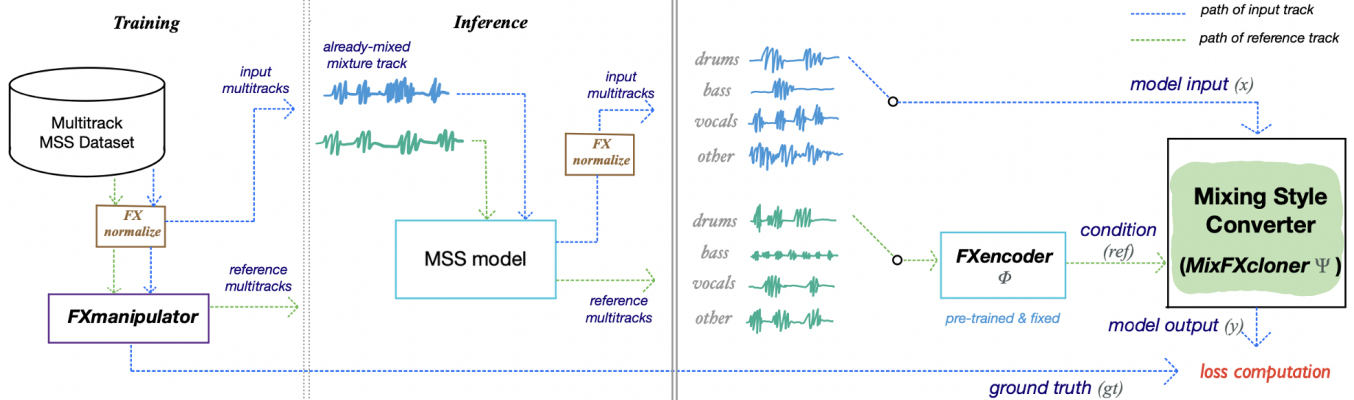 Training
Multitrack
MSS Dataset
FX
normalize
FXmanipulator
input
multitracks
reference
multitracks
Inference
already-mixed
mixture track
MSS model
FX
normalize
input
multitracks
reference
multitracks
path of input track
path of reference track
drums
bass
vocals
other
drums
bass
vocals
other
model input (x)
FXencoder
Φ
pre-trained & fixed
condition
(ref)
Mixing Style
Converter
(MixFXcloner Ψ )
model output (y)
ground truth (gt)
loss computation